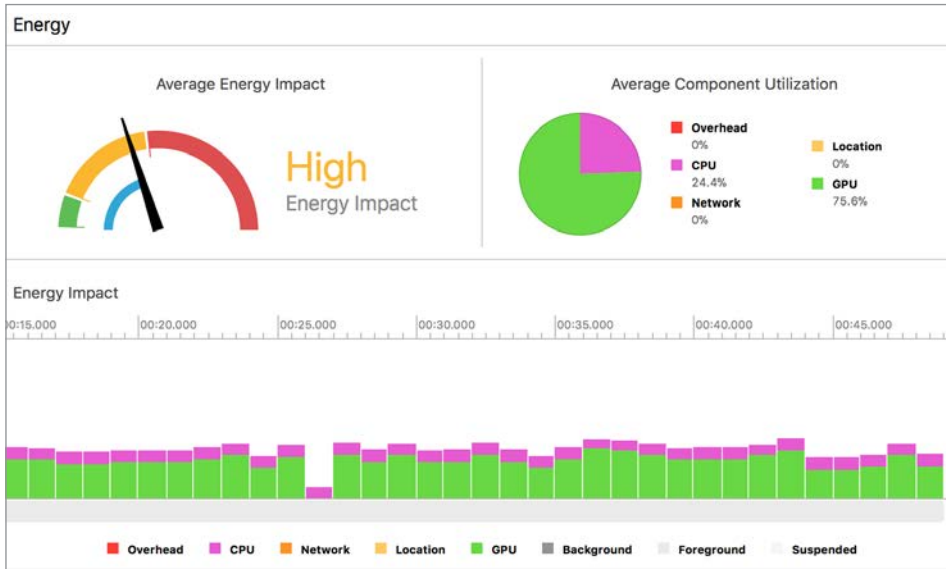 Energy
Average Energy Impact
High
Energy Impact
Average Component Utilization
Overhead
0%
CPU
24.4%
Network
0%
Location
0%
GPU
75.6%
Energy Impact
00:15.000 00:20.000 00:25.000 00:30.000 00:35.000 00:40.000 00:45.000
Overhead CPU Network Location GPU Background Foreground Suspended